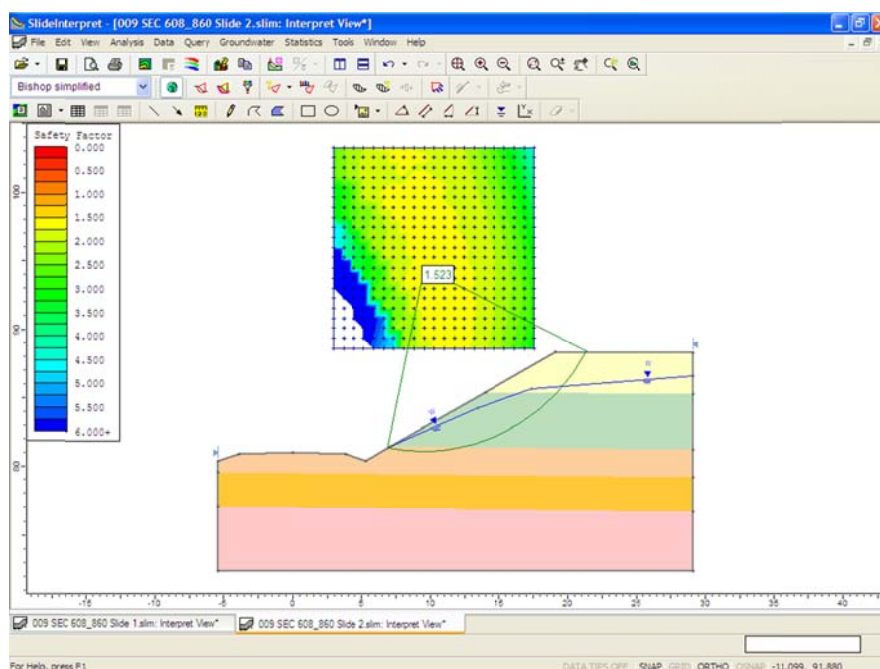 SlideInterpret - [009 SEC 608_860 Slide 2.slim: Interpret View*]
File Edit View Analysis Data Query Groundwater Statistics Tools Window Help
Bishop simplified
Safety Factor
0.000
0.500
1.000
1.500
2.000
2.500
3.000
3.500
4.000
4.500
5.000
5.500
6.000+
100
90
80
1.523
-15 -10 -5 0 5 10 15 20 25 30 35 40
009 SEC 608_860 Slide 1.slim: Interpret View* 009 SEC 608_860 Slide 2.slim: Interpret View*
For Help, press F1 DATA TIPS OFF SNAP GRID ORTHO OSNAP -11.099, 91.880